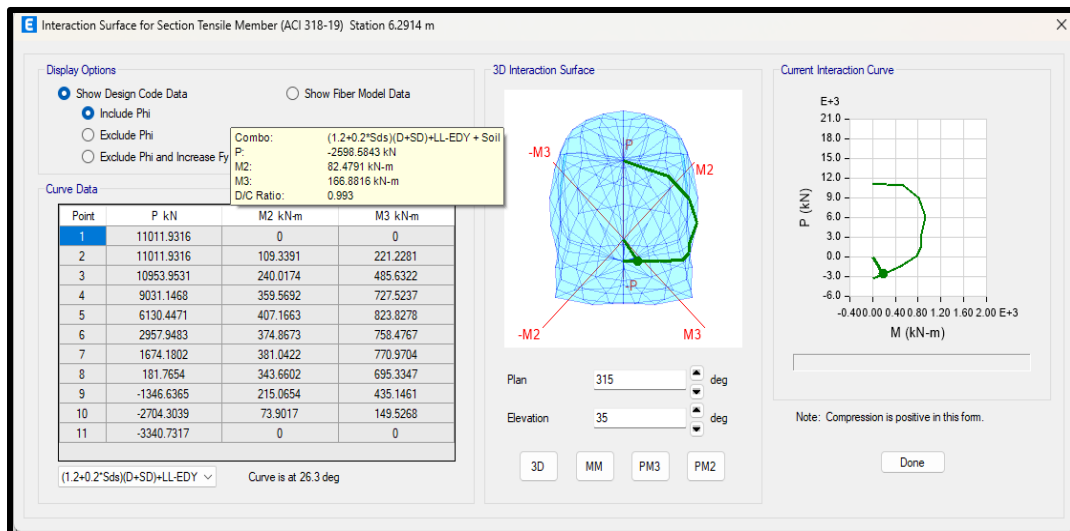 E Interaction Surface for Section Tensile Member (ACI 318-19) Station 6.2914 m
Display Options
Show Design Code Data
Show Fiber Model Data
Include Phi
Exclude Phi
Exclude Phi and Increase Fy
Combo: (1.2+0.2*Sds)(D+SD)+LL-EDY + Soil
P: -2598.5843 kN
M2: 82.4791 kN-m
M3: 166.8816 kN-m
D/C Ratio: 0.993
Curve Data
Point P kN M2 kN-m M3 kN-m
1 11011.9316 0 0
2 11011.9316 109.3391 221.2281
3 10953.9531 240.0174 485.6322
4 9031.1468 359.5692 727.5237
5 6130.4471 407.1663 823.8278
6 2957.9483 374.8673 758.4767
7 1674.1802 381.0422 770.9704
8 181.7654 343.6602 695.3347
9 -1346.6365 215.0654 435.1461
10 -2704.3039 73.9017 149.5268
11 -3340.7317 0 0
(1.2+0.2*Sds)(D+SD)+LL-EDY
Curve is at 26.3 deg
3D Interaction Surface
P
-M3
M2
-P
-M2
M3
Plan 315 deg
Elevation 35 deg
3D MM PM3 PM2
Current Interaction Curve
E+3
21.0
18.0
15.0
12.0
9.0
6.0
3.0
0.0
-3.0
-6.0
P (kN)
-0.40 0.00 0.40 0.80 1.20 1.60 2.00 E+3
M (kN-m)
Note: Compression is positive in this form.
Done